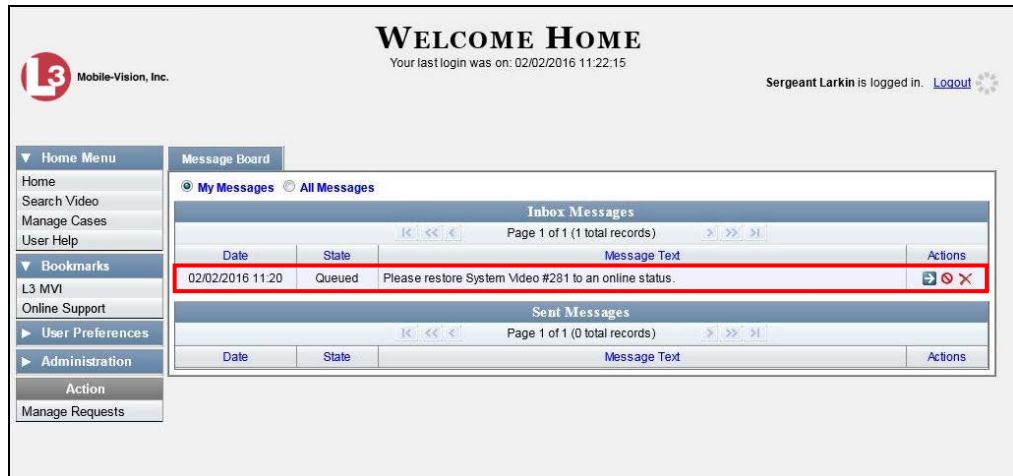 WELCOME HOME
Your last login was on: 02/02/2016 11:22:15
L3 Mobile-Vision, Inc.
Sergeant Larkin is logged in. Logout
Home Menu
Home
Search Video
Manage Cases
User Help
Bookmarks
L3 MVI
Online Support
User Preferences
Administration
Action
Manage Requests
Message Board
My Messages All Messages
Inbox Messages
|< << < Page 1 of 1 (1 total records) > >> >|
Date State Message Text Actions
02/02/2016 11:20 Queued Please restore System Video #281 to an online status.
Sent Messages
|< << < Page 1 of 1 (0 total records) > >> >|
Date State Message Text Actions